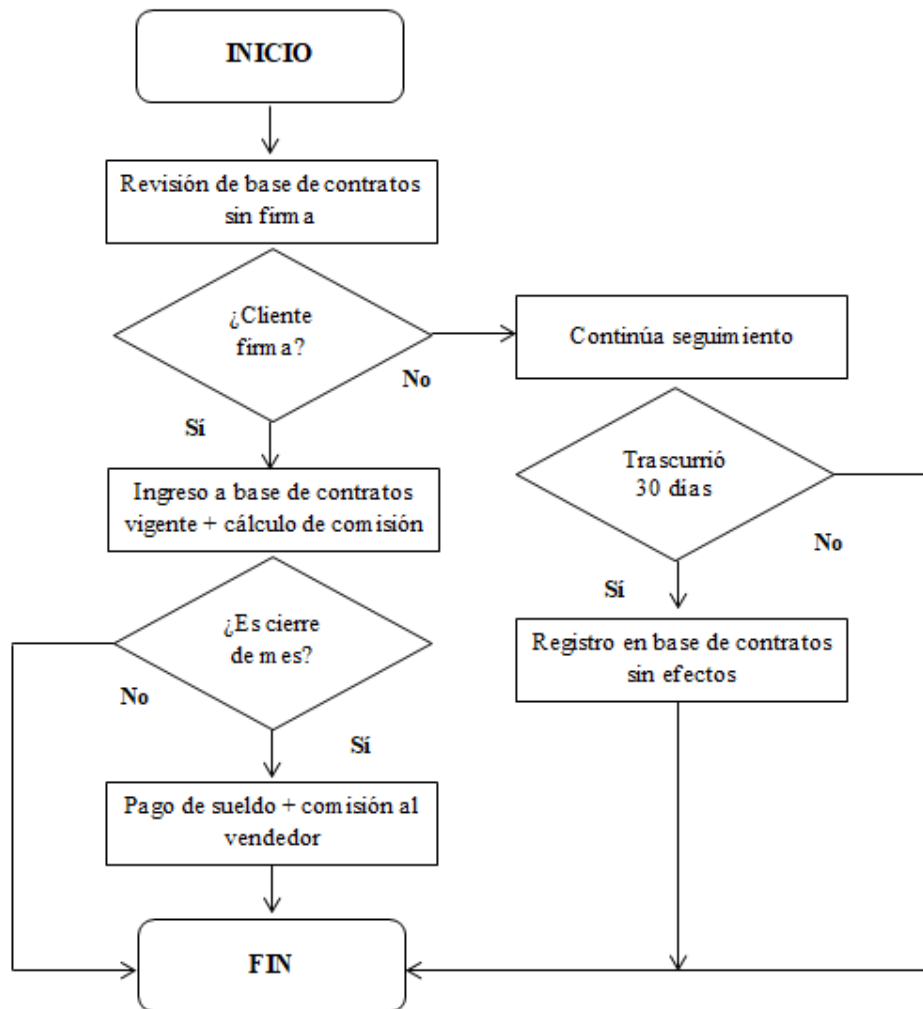 INICIO
Revisión de base de contratos
sin firma
¿Cliente
firma?
No
Sí
Continúa seguimiento
Trascurrió
30 días
No
Sí
Registro en base de contratos
sin efectos
Ingreso a base de contratos
vigente + cálculo de comisión
¿Es cierre
de mes?
No
Sí
Pago de sueldo + comisión al
vendedor
FIN